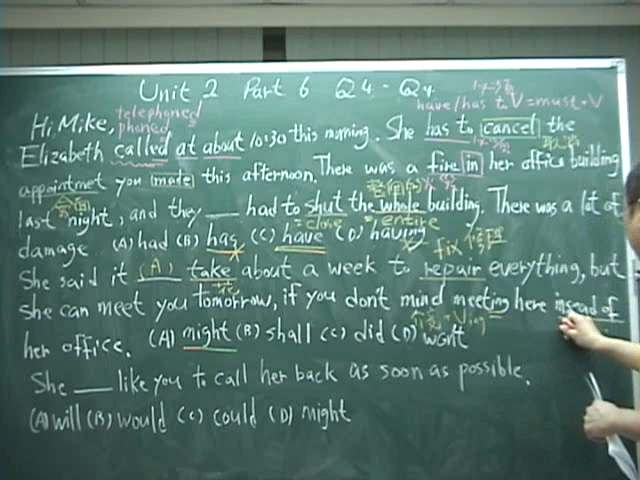 Unit 2 Part 6 Q4 - Q4
telephoned
phoned
have/has to V = must + V
Hi Mike,
Elizabeth called at about 10:30 this morning. She has to cancel the
appointmet you made this afternoon. There was a fire in her office building
last night, and they ___ had to shut the whole building. There was a lot of
close
= entire
damage (A) had (B) has (C) have (D) having
fix
She said it (A) take about a week to repair everything, but
she can meet you tomorrow, if you don't mind meeting here insead of
Ving
her office. (A) might (B) shall (C) did (D) won't
She ___ like you to call her back as soon as possible.
(A) will (B) would (C) could (D) might